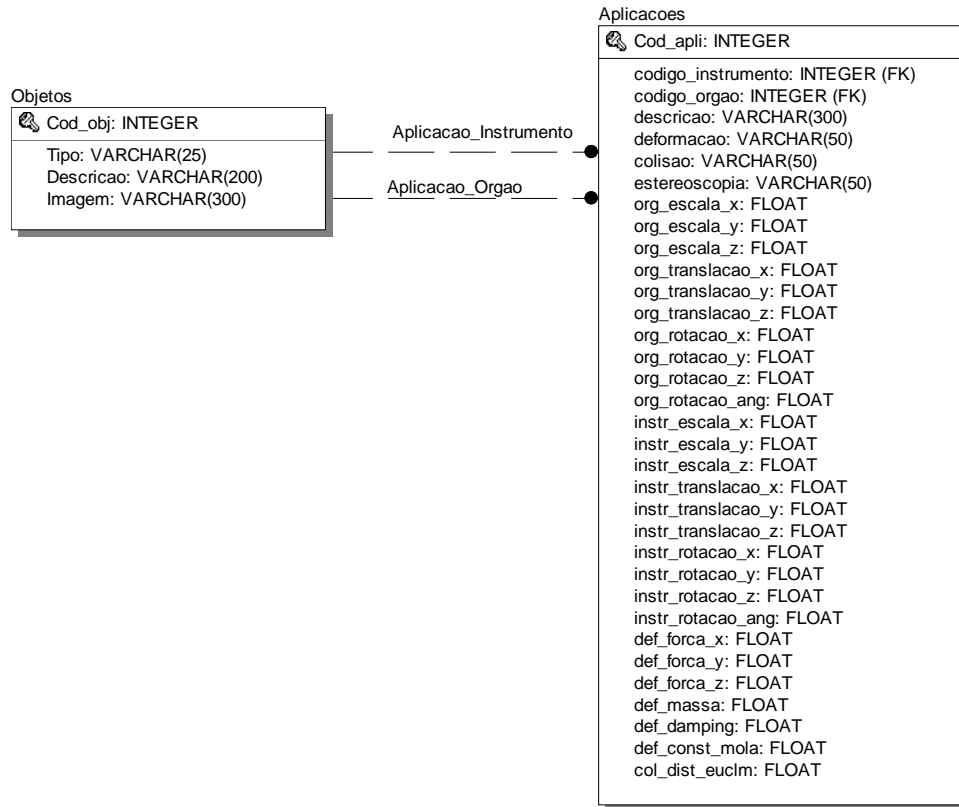 Objetos
Cod_obj: INTEGER
Tipo: VARCHAR(25)
Descricao: VARCHAR(200)
Imagem: VARCHAR(300)
Aplicacao_Instrumento
Aplicacao_Orgao
Aplicacoes
Cod_apli: INTEGER
codigo_instrumento: INTEGER (FK)
codigo_orgao: INTEGER (FK)
descricao: VARCHAR(300)
deformacao: VARCHAR(50)
colisao: VARCHAR(50)
estereoscopia: VARCHAR(50)
org_escala_x: FLOAT
org_escala_y: FLOAT
org_escala_z: FLOAT
org_translacao_x: FLOAT
org_translacao_y: FLOAT
org_translacao_z: FLOAT
org_rotacao_x: FLOAT
org_rotacao_y: FLOAT
org_rotacao_z: FLOAT
org_rotacao_ang: FLOAT
instr_escala_x: FLOAT
instr_escala_y: FLOAT
instr_escala_z: FLOAT
instr_translacao_x: FLOAT
instr_translacao_y: FLOAT
instr_translacao_z: FLOAT
instr_rotacao_x: FLOAT
instr_rotacao_y: FLOAT
instr_rotacao_z: FLOAT
instr_rotacao_ang: FLOAT
def_forca_x: FLOAT
def_forca_y: FLOAT
def_forca_z: FLOAT
def_massa: FLOAT
def_damping: FLOAT
def_const_mola: FLOAT
col_dist_euclm: FLOAT